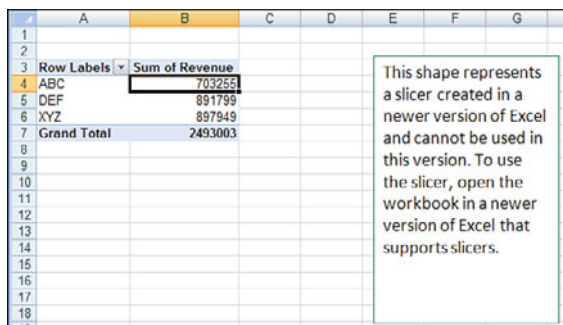 A B C D E F G
1
2
3 Row Labels Sum of Revenue
4 ABC 703255
5 DEF 891799
6 XYZ 897949
7 Grand Total 2493003
8
9
10
11
12
13
14
15
16
17
18
This shape represents
a slicer created in a
newer version of Excel
and cannot be used in
this version. To use
the slicer, open the
workbook in a newer
version of Excel that
supports slicers.